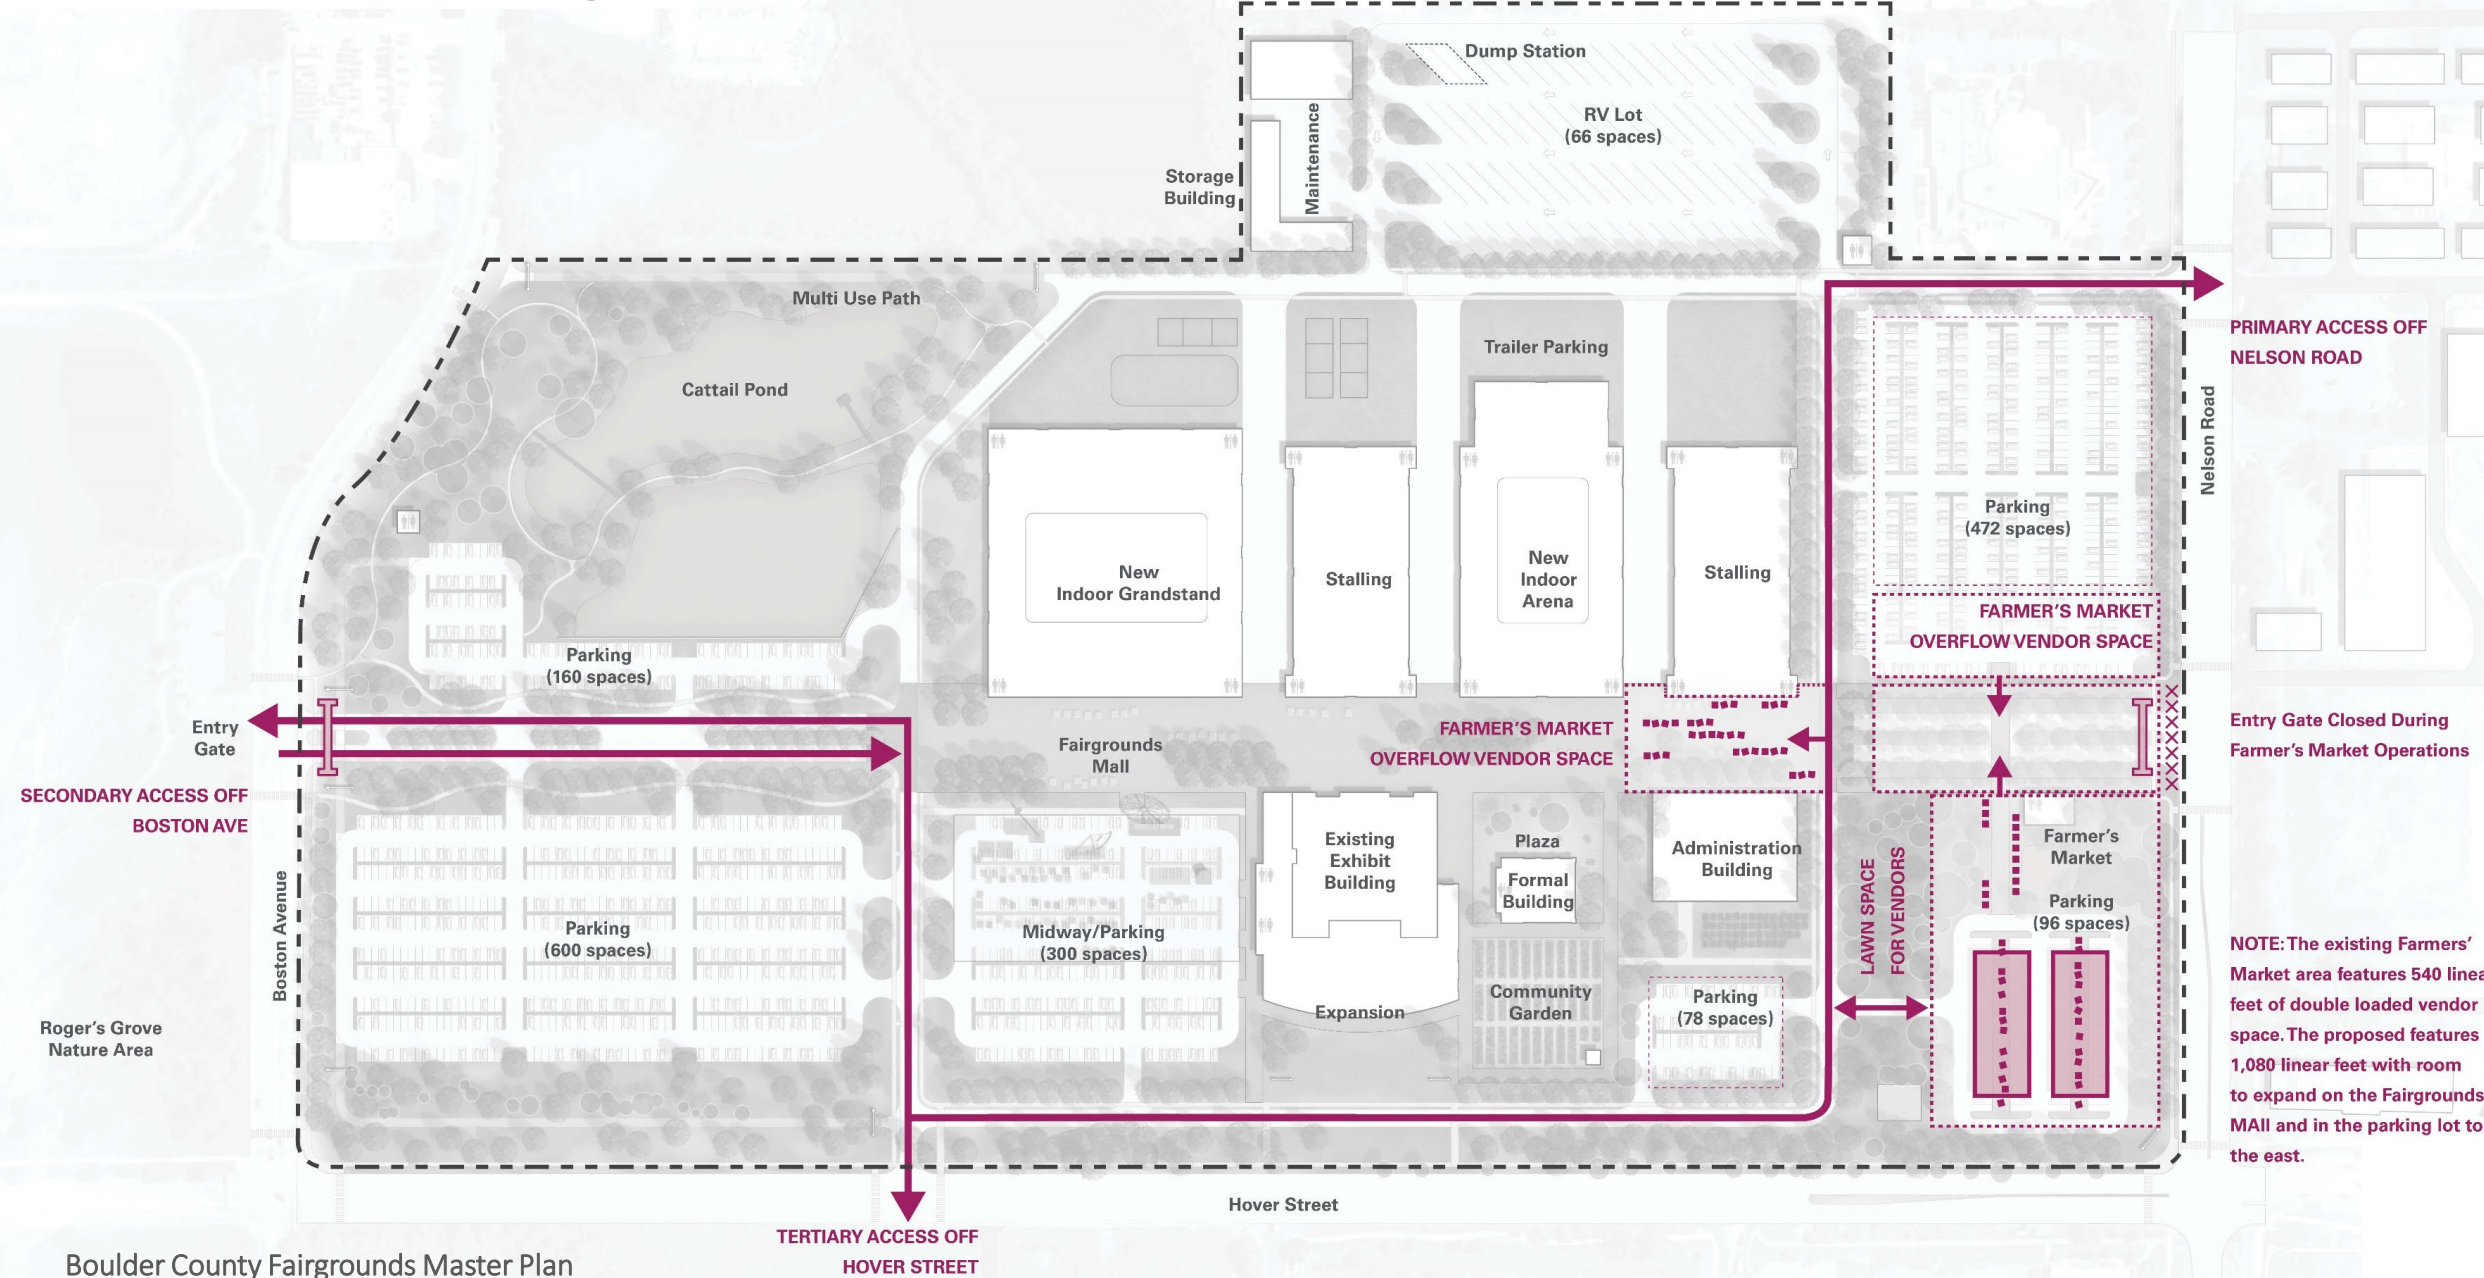 Dump Station
RV Lot
(66 spaces)
Maintenance
Storage
Building
Multi Use Path
Cattail Pond
Trailer Parking
PRIMARY ACCESS OFF
NELSON ROAD
Nelson Road
Parking
(472 spaces)
New
Indoor Grandstand
Stalling
New
Indoor
Arena
Stalling
FARMER'S MARKET
OVERFLOW VENDOR SPACE
Parking
(160 spaces)
Entry
Gate
Fairgrounds
Mall
FARMER'S MARKET
OVERFLOW VENDOR SPACE
Entry Gate Closed During
Farmer's Market Operations
SECONDARY ACCESS OFF
BOSTON AVE
Boston Avenue
Existing
Exhibit
Building
Plaza
Formal
Building
Administration
Building
LAWN SPACE
FOR VENDORS
Farmer's
Market
Parking
(96 spaces)
Parking
(600 spaces)
Midway/Parking
(300 spaces)
Expansion
Community
Garden
Parking
(78 spaces)
Roger's Grove
Nature Area
NOTE: The existing Farmers'
Market area features 540 linea
feet of double loaded vendor
space. The proposed features
1,080 linear feet with room
to expand on the Fairgrounds
MAll and in the parking lot to
the east.
Hover Street
TERTIARY ACCESS OFF
HOVER STREET
Boulder County Fairgrounds Master Plan